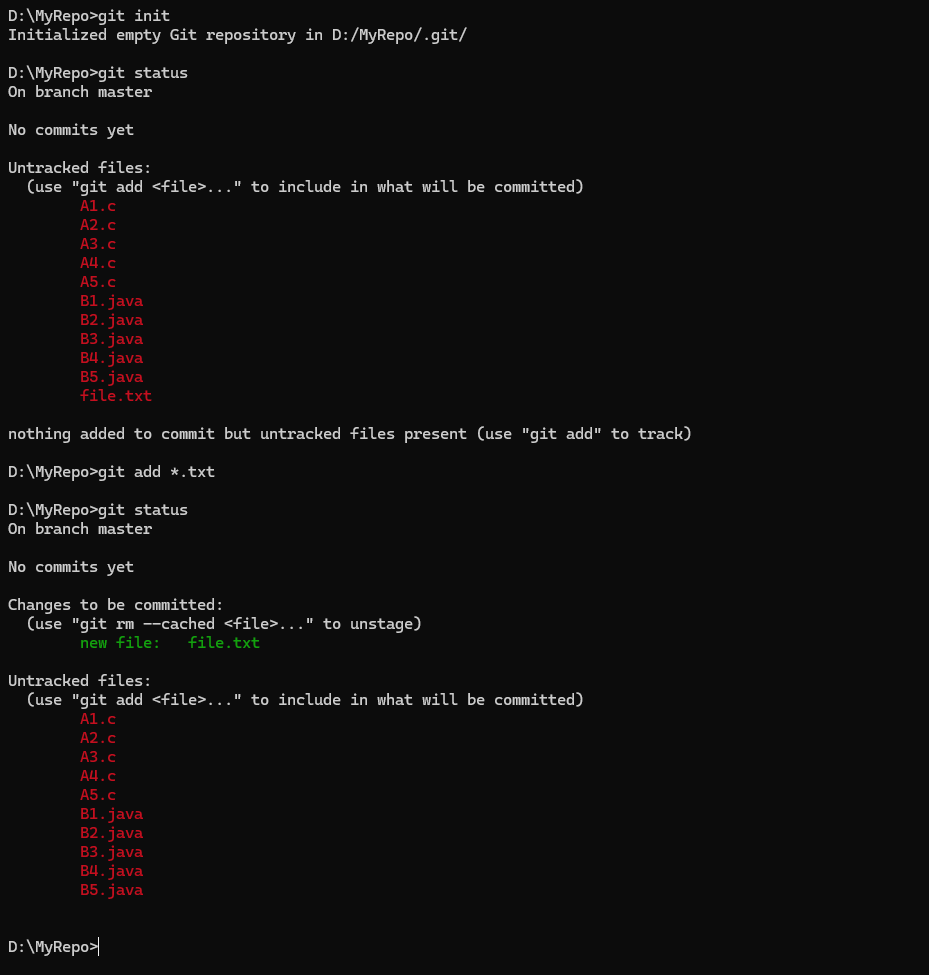 D:\MyRepo>git init
Initialized empty Git repository in D:/MyRepo/.git/
D:\MyRepo>git status
On branch master
No commits yet
Untracked files:
  (use "git add <file>..." to include in what will be committed)
        A1.c
        A2.c
        A3.c
        A4.c
        A5.c
        B1.java
        B2.java
        B3.java
        B4.java
        B5.java
        file.txt
nothing added to commit but untracked files present (use "git add" to track)
D:\MyRepo>git add *.txt
D:\MyRepo>git status
On branch master
No commits yet
Changes to be committed:
  (use "git rm --cached <file>..." to unstage)
        new file:   file.txt
Untracked files:
  (use "git add <file>..." to include in what will be committed)
        A1.c
        A2.c
        A3.c
        A4.c
        A5.c
        B1.java
        B2.java
        B3.java
        B4.java
        B5.java
D:\MyRepo>